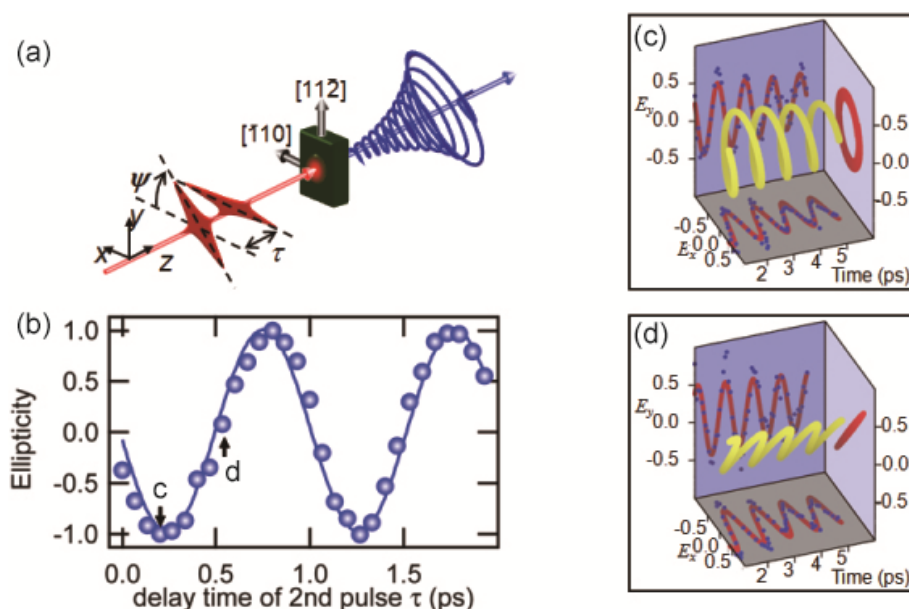 (a)
[112̄]
[1̄10]
ψ
y
x
z
τ
(b)
Ellipticity
1.0
0.5
0.0
-0.5
-1.0
c
d
0.0
0.5
1.0
1.5
delay time of 2nd pulse τ (ps)
(c)
0.5
Ey
0.0
-0.5
0.5
-0.0
-0.5
-0.5
Ex
0.0
0.5
2
3
4
5
Time (ps)
(d)
0.5
Ey
0.0
-0.5
0.5
-0.0
-0.5
-0.5
Ex
0.0
0.5
2
3
4
5
Time (ps)